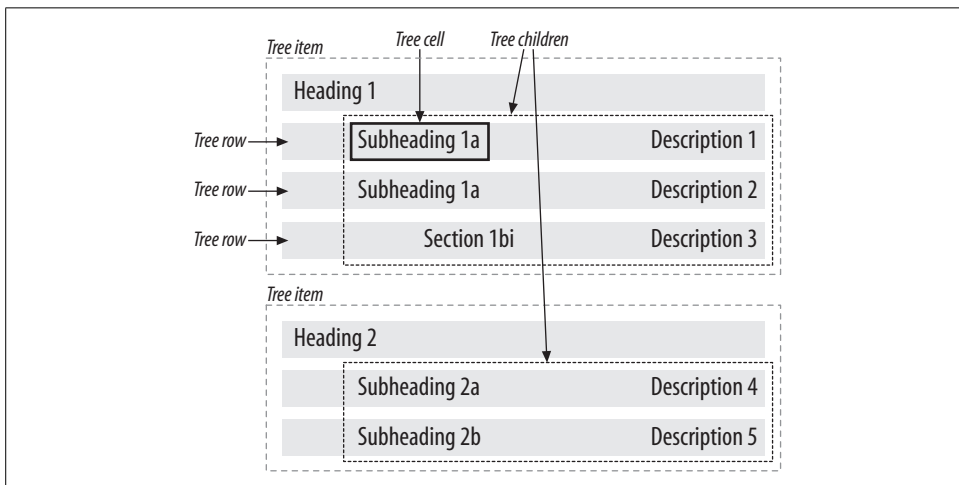 Tree item Tree cell Tree children
Heading 1
Tree row Subheading 1a Description 1
Tree row Subheading 1a Description 2
Tree row Section 1bi Description 3
Tree item
Heading 2
Subheading 2a Description 4
Subheading 2b Description 5